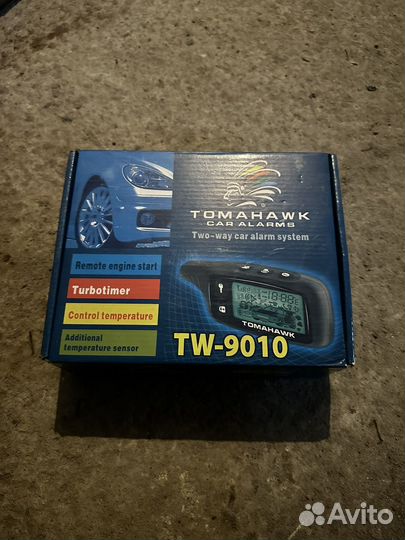 TOMAHAWK
CAR ALARMS
Two-way car alarm system
Remote engine start
Turbotimer
Control temperature
Additional
temperature sensor
TOMAHAWK
TW-9010
Avito